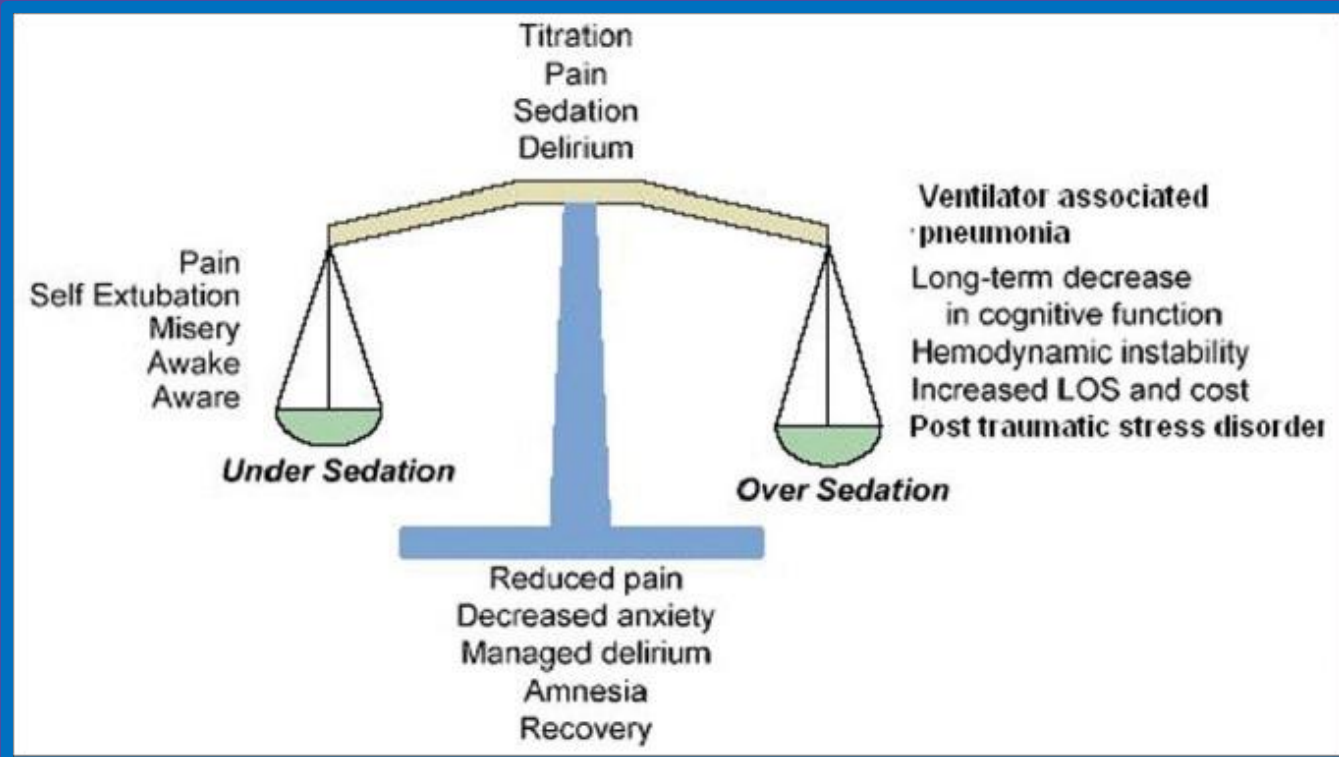 Titration
Pain
Sedation
Delirium
Pain
Self Extubation
Misery
Awake
Aware
Under Sedation
Ventilator associated
pneumonia
Long-term decrease
in cognitive function
Hemodynamic instability
Increased LOS and cost
Post traumatic stress disorder
Over Sedation
Reduced pain
Decreased anxiety
Managed delirium
Amnesia
Recovery